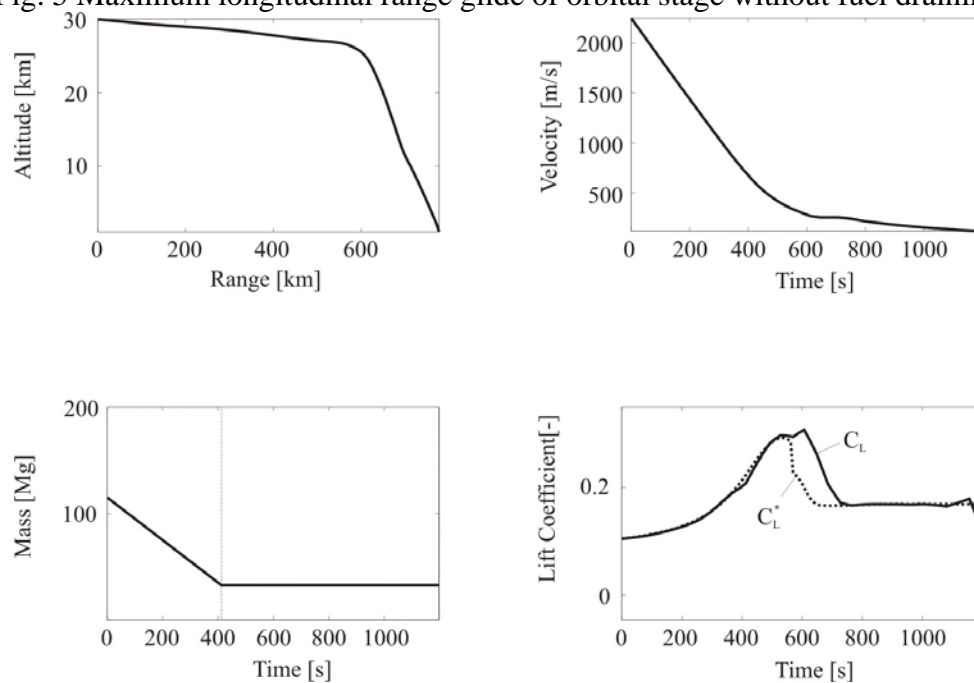 Fig. 5 Maximum longitudinal range glide of orbital stage without fuel draining
30
20
10
Altitude [km]
0 200 400 600
Range [km]
2000
1500
1000
500
Velocity [m/s]
0 200 400 600 800 1000
Time [s]
200
100
Mass [Mg]
0 200 400 600 800 1000
Time [s]
0.2
0
Lift Coefficient[-]
C_L
C_L^*
0 200 400 600 800 1000
Time [s]